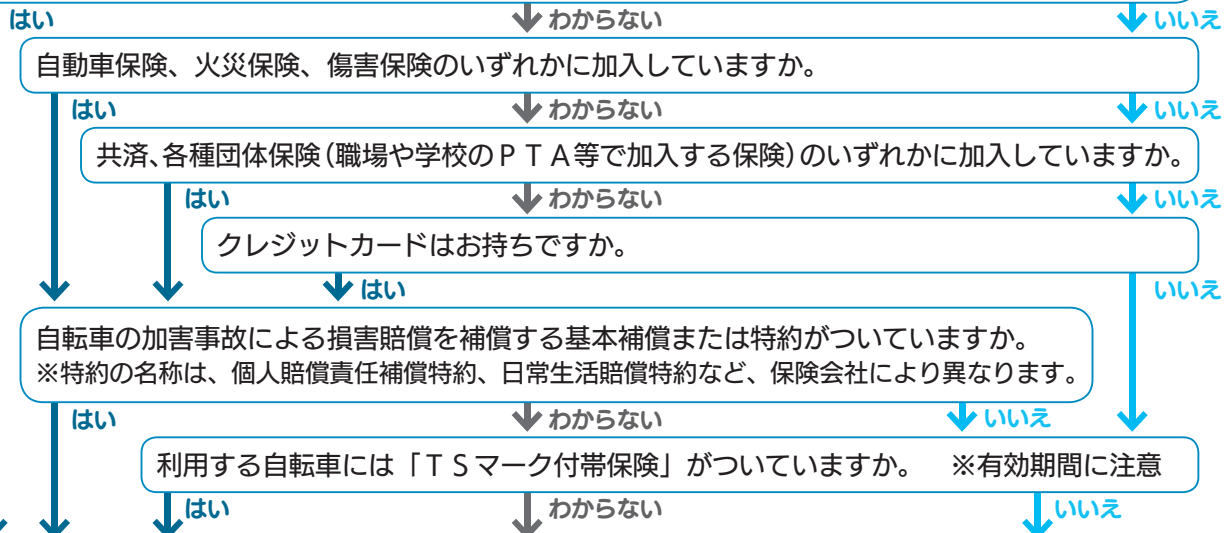 はい わからない いいえ
自動車保険、火災保険、傷害保険のいずれかに加入していますか。
はい わからない いいえ
共済、各種団体保険（職場や学校のＰＴＡ等で加入する保険）のいずれかに加入していますか。
はい わからない いいえ
クレジットカードはお持ちですか。
はい いいえ
自転車の加害事故による損害賠償を補償する基本補償または特約がついていますか。
※特約の名称は、個人賠償責任補償特約、日常生活賠償特約など、保険会社により異なります。
はい わからない いいえ
利用する自転車には「ＴＳマーク付帯保険」がついていますか。　※有効期間に注意
はい わからない いいえ